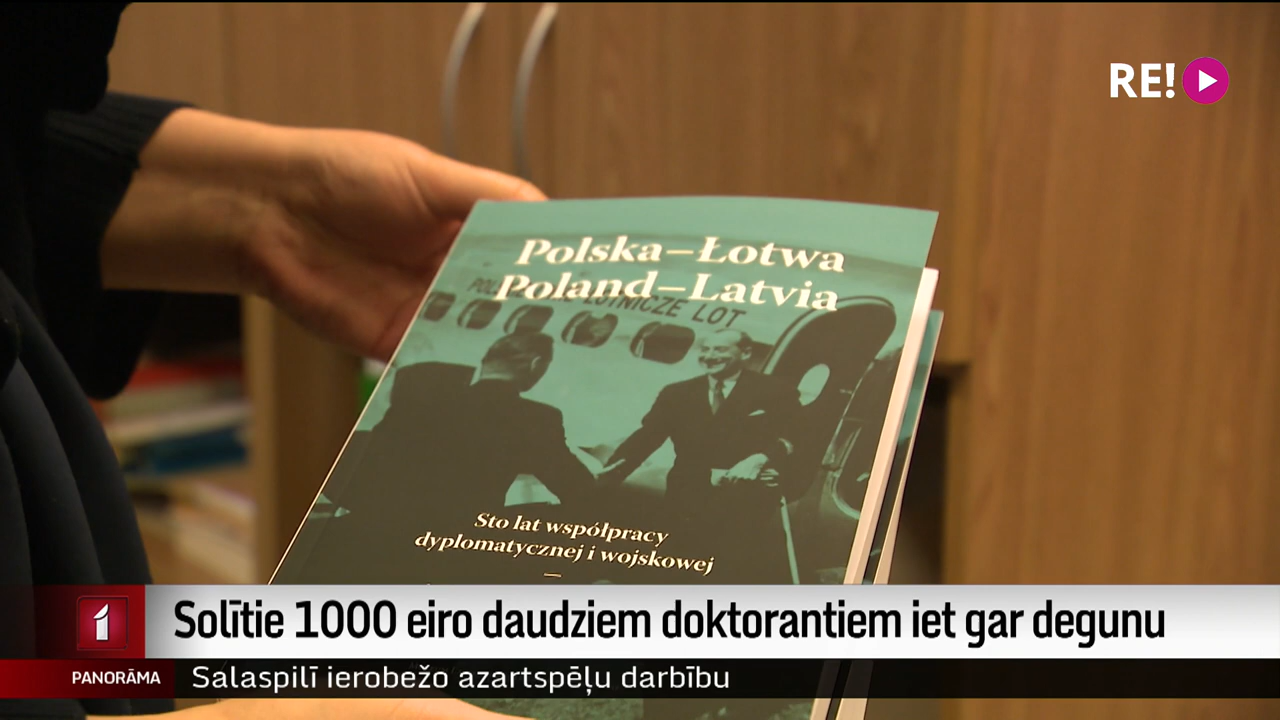 RE!
Polska–Łotwa
Poland–Latvia
LOTNICZE LOT
Sto lat współpracy
dyplomatycznej i wojskowej
1 Solītie 1000 eiro daudziem doktorantiem iet gar degunu
PANORĀMA Salaspilī ierobežo azartspēļu darbību